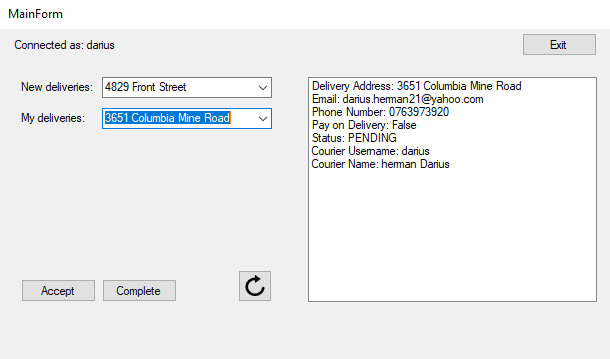 MainForm
Connected as: darius
Exit
New deliveries: 4829 Front Street
My deliveries: 3651 Columbia Mine Road
Delivery Address: 3651 Columbia Mine Road
Email: darius.herman21@yahoo.com
Phone Number: 0763973920
Pay on Delivery: False
Status: PENDING
Courier Username: darius
Courier Name: herman Darius
Accept
Complete